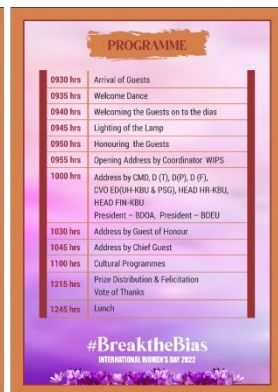 PROGRAMME
0930 hrs Arrival of Guests
0935 hrs Welcome Dance
0940 hrs Welcoming the Guests on to the dias
0945 hrs Lighting of the Lamp
0950 hrs Honouring the Guests
0955 hrs Opening Address by Coordinator WIPS
1000 hrs Address by CMD, D (T), D(P), D (F),
CVO ED(UH-KBU & PSG), HEAD HR-KBU,
HEAD FIN-KBU
President – BDOA, President – BDEU
1030 hrs Address by Guest of Honour
1045 hrs Address by Chief Guest
1100 hrs Cultural Programmes
1215 hrs Prize Distribution & Felicitation
Vote of Thanks
1245 hrs Lunch
#BreaktheBias
INTERNATIONAL WOMEN'S DAY 2022